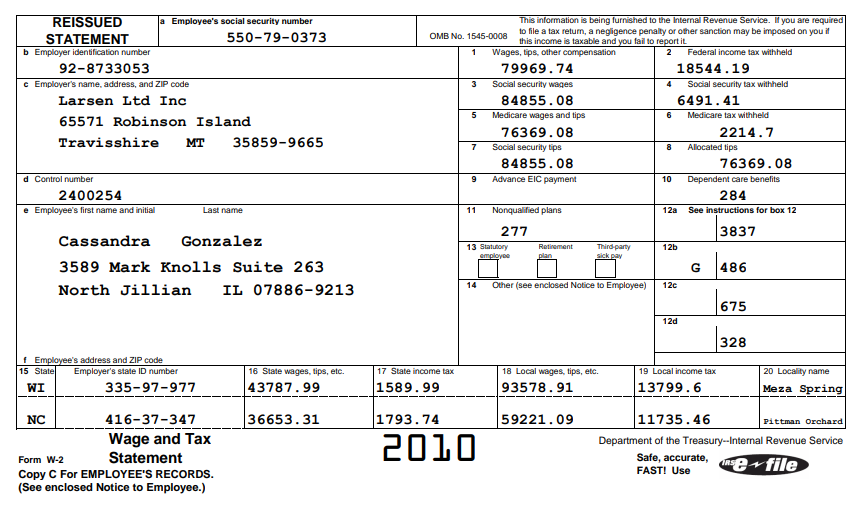 REISSUED STATEMENT
a Employee's social security number
550-79-0373
OMB No. 1545-0008
This information is being furnished to the Internal Revenue Service. If you are required
to file a tax return, a negligence penalty or other sanction may be imposed on you if
this income is taxable and you fail to report it.
b Employer identification number
92-8733053
1 Wages, tips, other compensation
79969.74
2 Federal income tax withheld
18544.19
c Employer's name, address, and ZIP code
Larsen Ltd Inc
65571 Robinson Island
Travisshire MT 35859-9665
3 Social security wages
84855.08
4 Social security tax withheld
6491.41
5 Medicare wages and tips
76369.08
6 Medicare tax withheld
2214.7
7 Social security tips
84855.08
8 Allocated tips
76369.08
d Control number
2400254
9 Advance EIC payment
10 Dependent care benefits
284
e Employee's first name and initial Last name
Cassandra Gonzalez
3589 Mark Knolls Suite 263
North Jillian IL 07886-9213
11 Nonqualified plans
277
12a See instructions for box 12
3837
13 Statutory employee
Retirement plan
Third-party sick pay
12b
G 486
14 Other (see enclosed Notice to Employee)
12c
675
12d
328
f Employee's address and ZIP code
15 State Employer's state ID number 16 State wages, tips, etc. 17 State income tax 18 Local wages, tips, etc. 19 Local income tax 20 Locality name
WI 335-97-977 43787.99 1589.99 93578.91 13799.6 Meza Spring
NC 416-37-347 36653.31 1793.74 59221.09 11735.46 Pittman Orchard
Wage and Tax
Form W-2 Statement
2010
Department of the Treasury--Internal Revenue Service
Copy C For EMPLOYEE'S RECORDS.
(See enclosed Notice to Employee.)
Safe, accurate,
FAST! Use
IRS e file